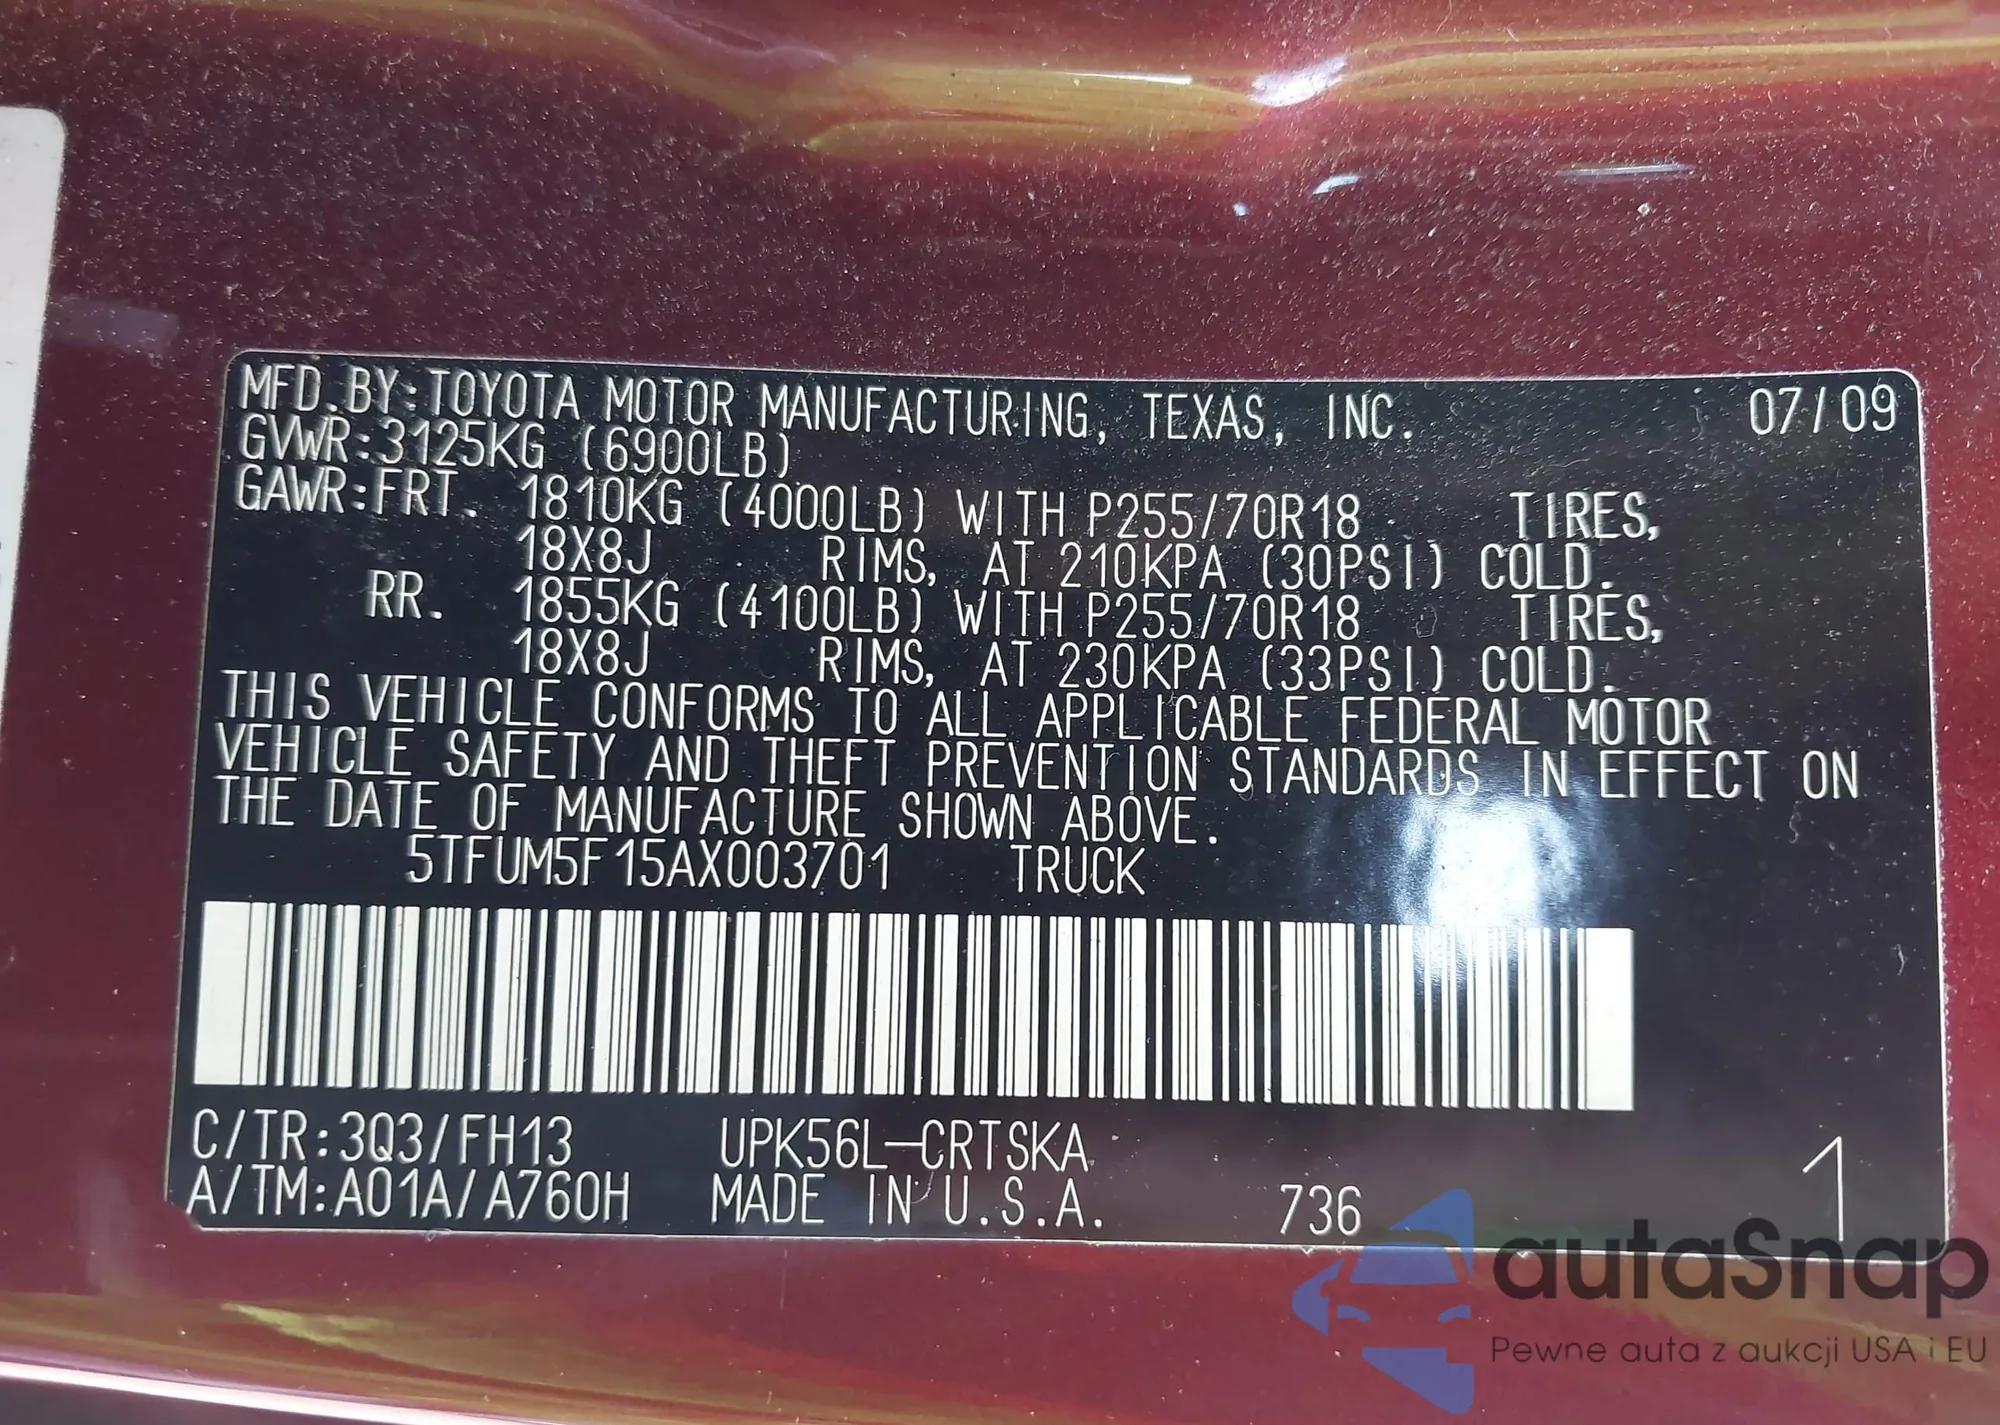 MFD.BY:TOYOTA MOTOR MANUFACTURING, TEXAS, INC. 07/09
GVWR:3125KG (6900LB)
GAWR:FRT. 1810KG (4000LB) WITH P255/70R18 TIRES,
18X8J RIMS, AT 210KPA (30PSI) COLD.
RR. 1855KG (4100LB) WITH P255/70R18 TIRES,
18X8J RIMS, AT 230KPA (33PSI) COLD.
THIS VEHICLE CONFORMS TO ALL APPLICABLE FEDERAL MOTOR
VEHICLE SAFETY AND THEFT PREVENTION STANDARDS IN EFFECT ON
THE DATE OF MANUFACTURE SHOWN ABOVE.
5TFUM5F15AX003701 TRUCK
C/TR:3Q3/FH13 UPK56L-CRTSKA
A/TM:A01A/A760H MADE IN U.S.A. 736 1
autaSnap
Pewne auta z aukcji USA i EU